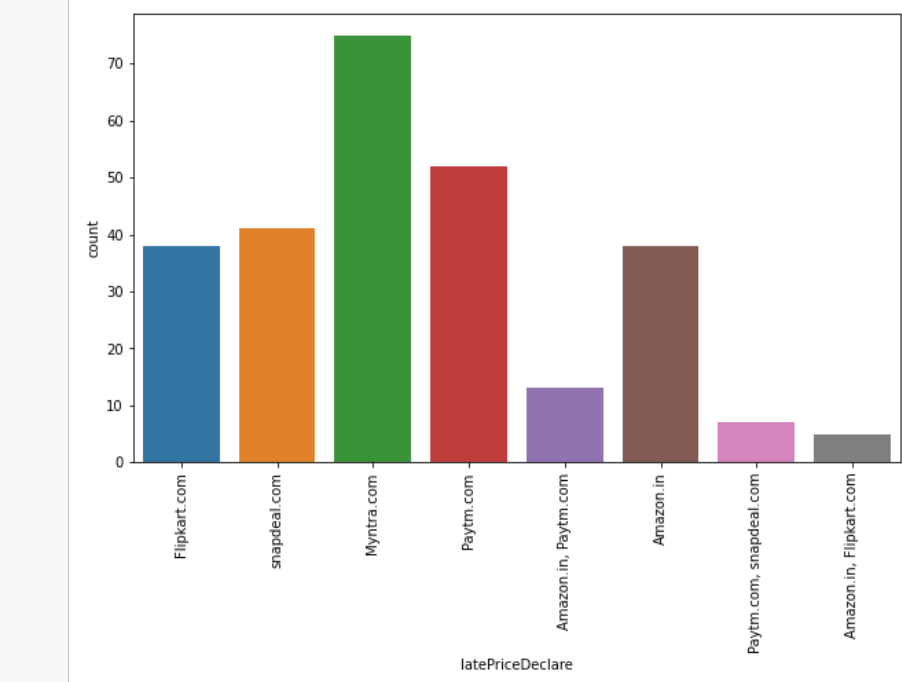 70
60
50
40
30
20
10
0
count
Flipkart.com
snapdeal.com
Myntra.com
Paytm.com
Amazon.in, Paytm.com
Amazon.in
Paytm.com, snapdeal.com
Amazon.in, Flipkart.com
latePriceDeclare